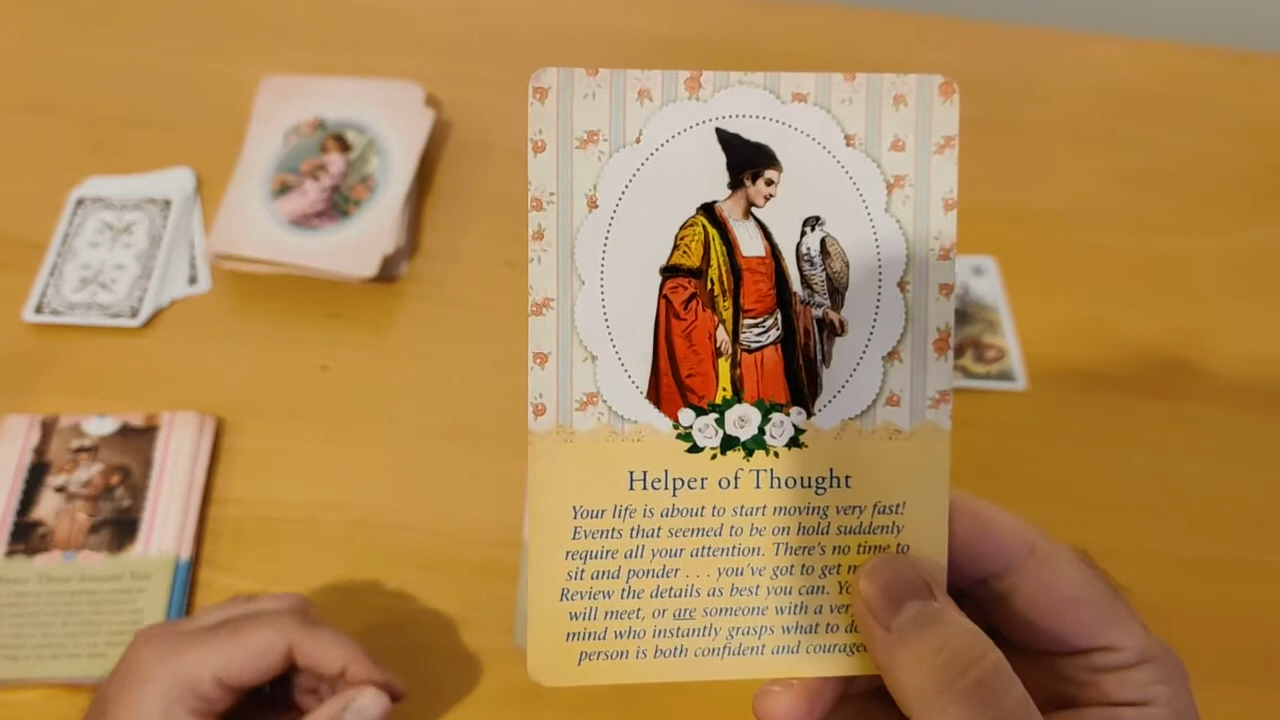 Helper of Thought
Your life is about to start moving very fast!
Events that seemed to be on hold suddenly
require all your attention. There's no time to
sit and ponder . . . you've got to get
Review the details as best you can.
will meet, or are someone with a
mind who instantly grasps what to
person is both confident and